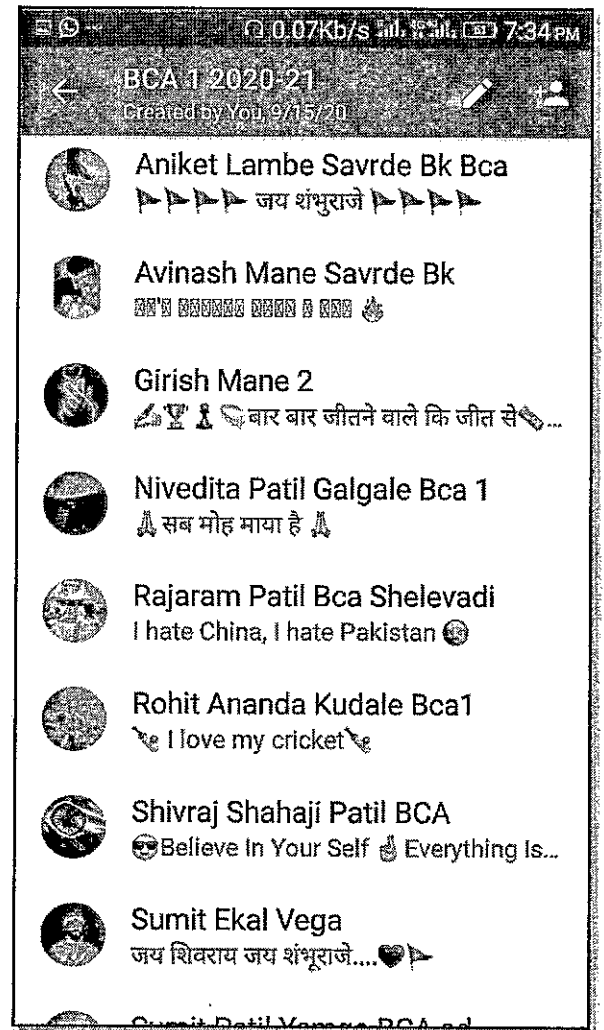 0.07Kb/s 7:34 PM
BCA 1 2020-21
Created by You, 9/15/20
Aniket Lambe Savrde Bk Bca
🚩🚩🚩🚩 जय शंभुराजे 🚩🚩🚩🚩
Avinash Mane Savrde Bk
🔥
Girish Mane 2
✍🏆 बार बार जीतने वाले कि जीत से ...
Nivedita Patil Galgale Bca 1
🙏 सब मोह माया है 🙏
Rajaram Patil Bca Shelevadi
I hate China, I hate Pakistan
Rohit Ananda Kudale Bca1
I love my cricket
Shivraj Shahaji Patil BCA
😎Believe In Your Self ☝ Everything Is...
Sumit Ekal Vega
जय शिवराय जय शंभूराजे....❤🚩
Sumit Patil